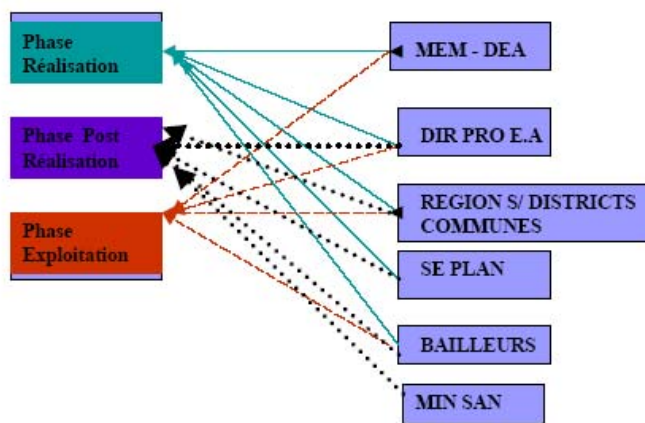 Phase
Réalisation
Phase Post
Réalisation
Phase
Exploitation
MEM - DEA
DIR PRO E.A
REGION S/ DISTRICTS
COMMUNES
SE PLAN
BAILLEURS
MIN SAN